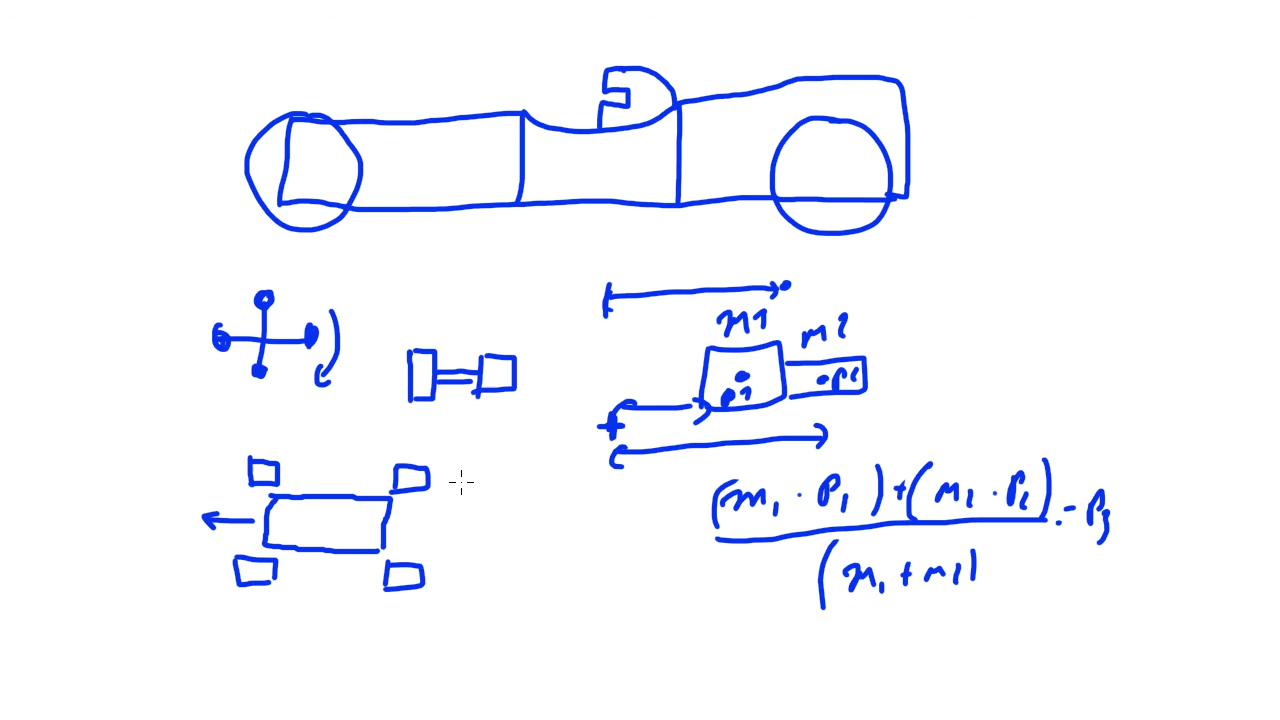 m1 m2
p1 p2
(m1 · p1) + (m2 · p2) = p3
(m1 + m2)